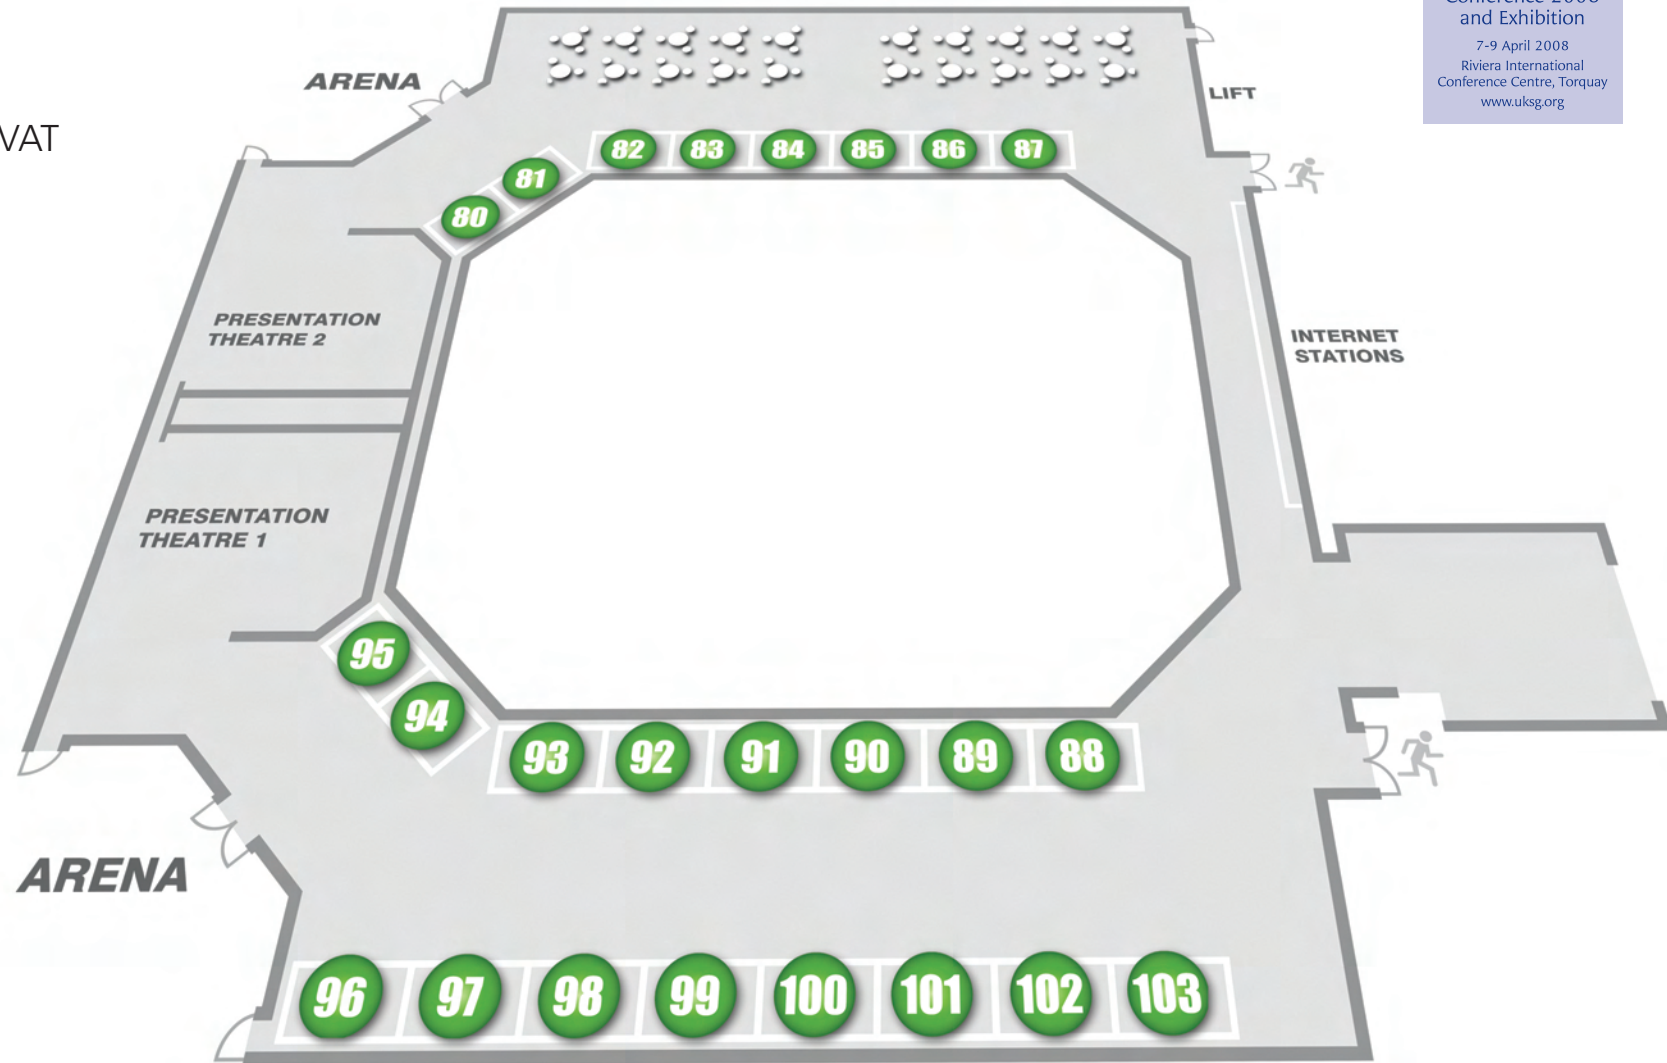 Conference 2008
and Exhibition
7-9 April 2008
Riviera International
Conference Centre, Torquay
www.uksg.org
VAT
ARENA
LIFT
82 83 84 85 86 87
81
80
PRESENTATION
THEATRE 2
INTERNET
STATIONS
PRESENTATION
THEATRE 1
95
94
93 92 91 90 89 88
ARENA
96 97 98 99 100 101 102 103